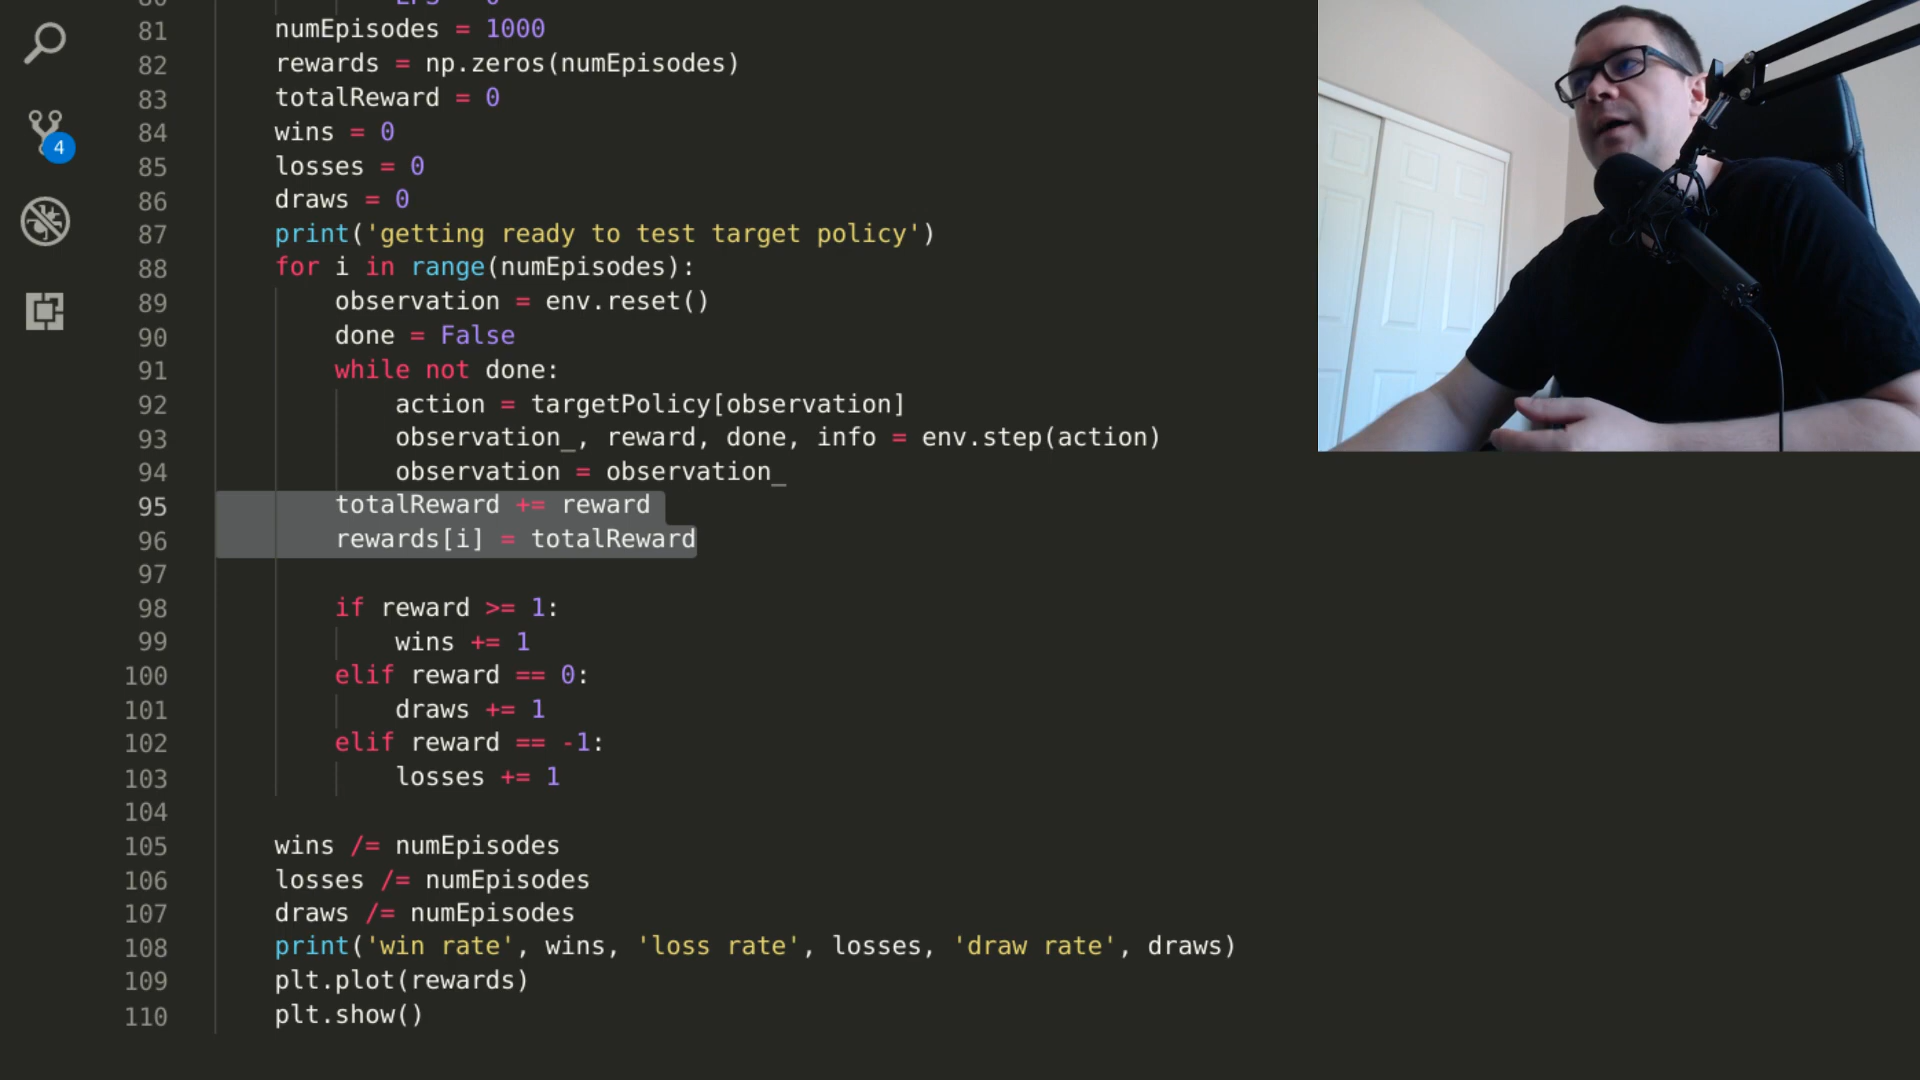 81 numEpisodes = 1000
82 rewards = np.zeros(numEpisodes)
83 totalReward = 0
84 wins = 0
85 losses = 0
86 draws = 0
87 print('getting ready to test target policy')
88 for i in range(numEpisodes):
89 observation = env.reset()
90 done = False
91 while not done:
92 action = targetPolicy[observation]
93 observation_, reward, done, info = env.step(action)
94 observation = observation_
95 totalReward += reward
96 rewards[i] = totalReward
97
98 if reward >= 1:
99 wins += 1
100 elif reward == 0:
101 draws += 1
102 elif reward == -1:
103 losses += 1
104
105 wins /= numEpisodes
106 losses /= numEpisodes
107 draws /= numEpisodes
108 print('win rate', wins, 'loss rate', losses, 'draw rate', draws)
109 plt.plot(rewards)
110 plt.show()
4